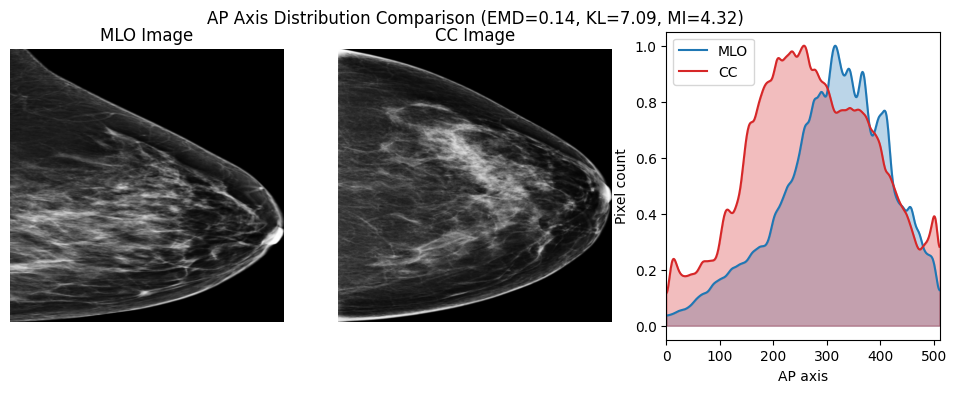 AP Axis Distribution Comparison (EMD=0.14, KL=7.09, MI=4.32)
MLO Image
CC Image
MLO
CC
1.0
0.8
0.6
0.4
0.2
0.0
Pixel count
0 100 200 300 400 500
AP axis